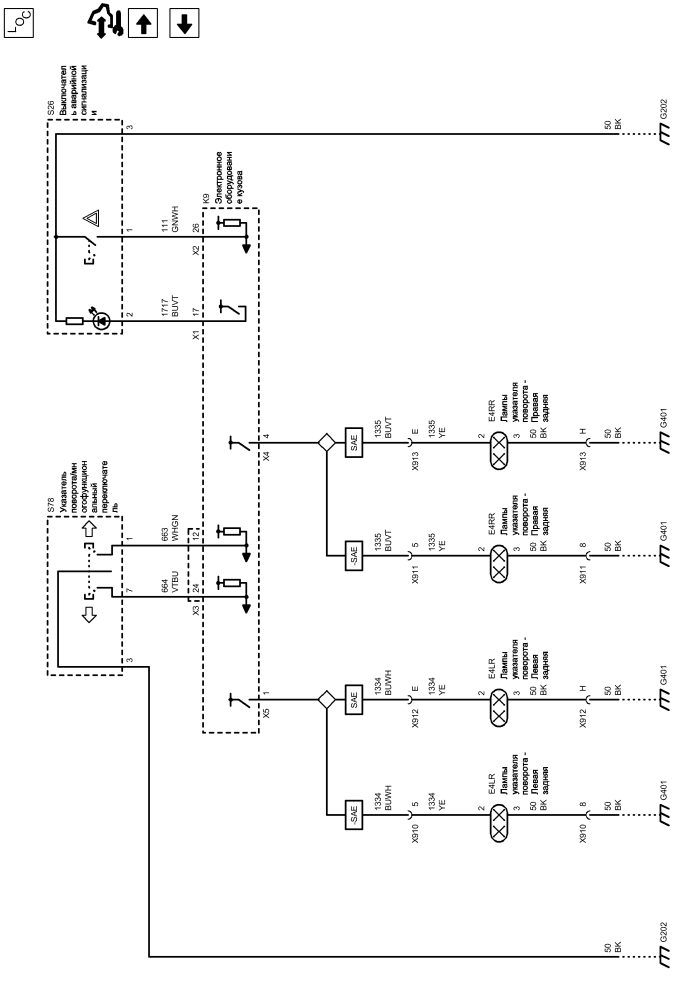 LOC
S26
Выключател
ь аварийной
сигнализаци
и
3
1
2
111
GNWH
1717
BUVT
X2
26
X1
17
K9
Электронное
оборудовани
е кузова
50
BK
G202
S78
Указатель
поворота/мн
огофункцион
альный
переключате
ль
1
7
3
663
WHGN
664
VTBU
12
X3
24
X4
4
X5
1
SAE
1335
BUVT
X913
E
1335
YE
2
E4RR
Лампы
указателя
поворота -
Правая
задняя
3
50
BK
X913
H
50
BK
G401
-SAE
1335
BUVT
X911
5
1335
YE
2
E4RR
Лампы
указателя
поворота -
Правая
задняя
3
50
BK
X911
8
50
BK
G401
SAE
1334
BUWH
X912
E
1334
YE
2
E4LR
Лампы
указателя
поворота -
Левая
задняя
3
50
BK
X912
H
50
BK
G401
-SAE
1334
BUWH
X910
5
1334
YE
2
E4LR
Лампы
указателя
поворота -
Левая
задняя
3
50
BK
X910
8
50
BK
G401
50
BK
G202